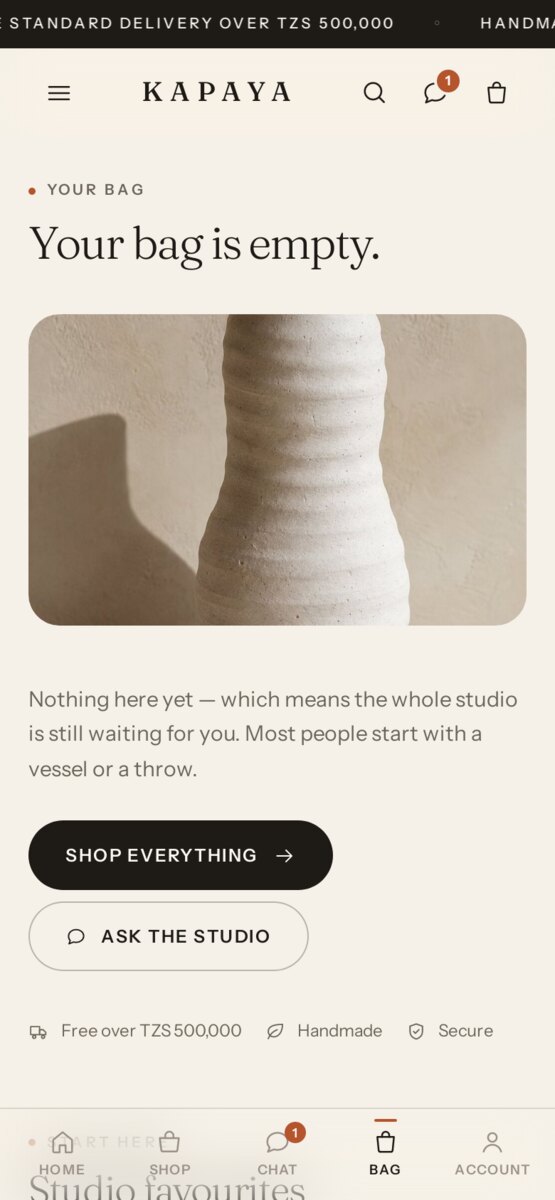 STANDARD DELIVERY OVER TZS 500,000
KAPAYA
1
YOUR BAG
Your bag is empty.
Nothing here yet — which means the whole studio
is still waiting for you. Most people start with a
vessel or a throw.
SHOP EVERYTHING →
ASK THE STUDIO
Free over TZS 500,000 Handmade Secure
START HERE
1
HOME SHOP CHAT BAG ACCOUNT
Studio favourites